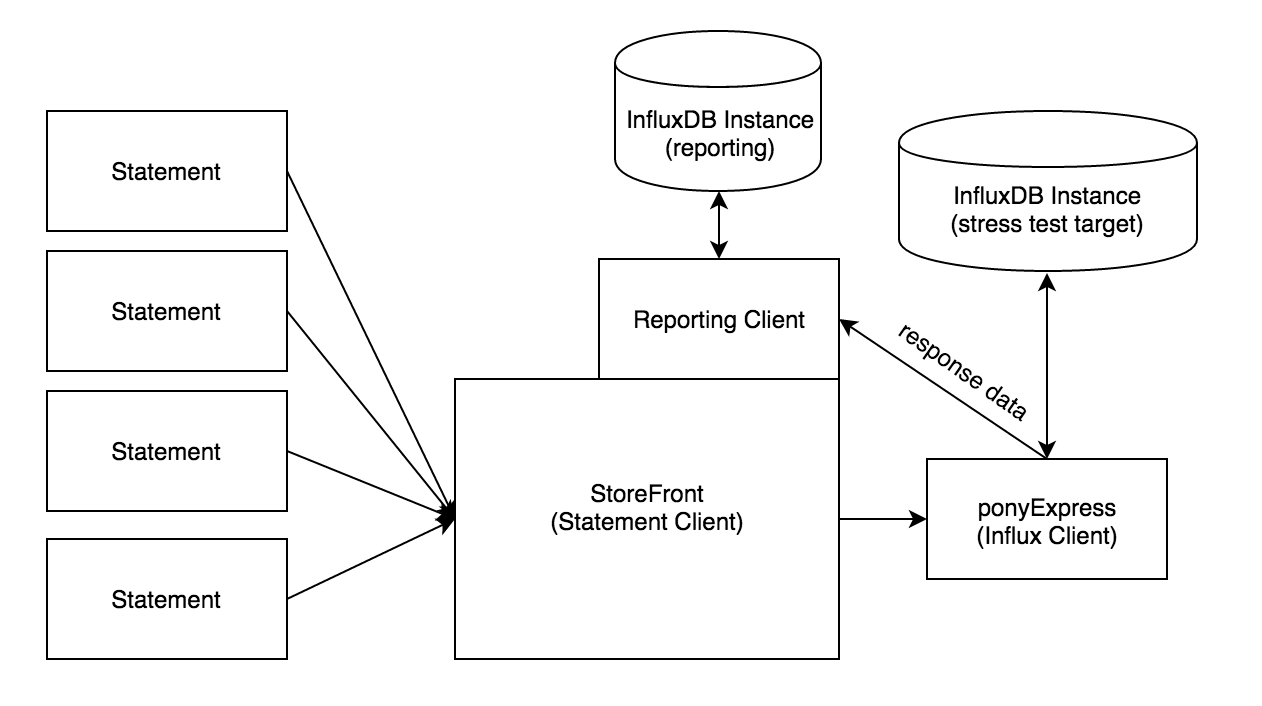 InfluxDB Instance
(reporting)
InfluxDB Instance
(stress test target)
Statement
Statement
Statement
Statement
Reporting Client
response data
StoreFront
(Statement Client)
ponyExpress
(Influx Client)